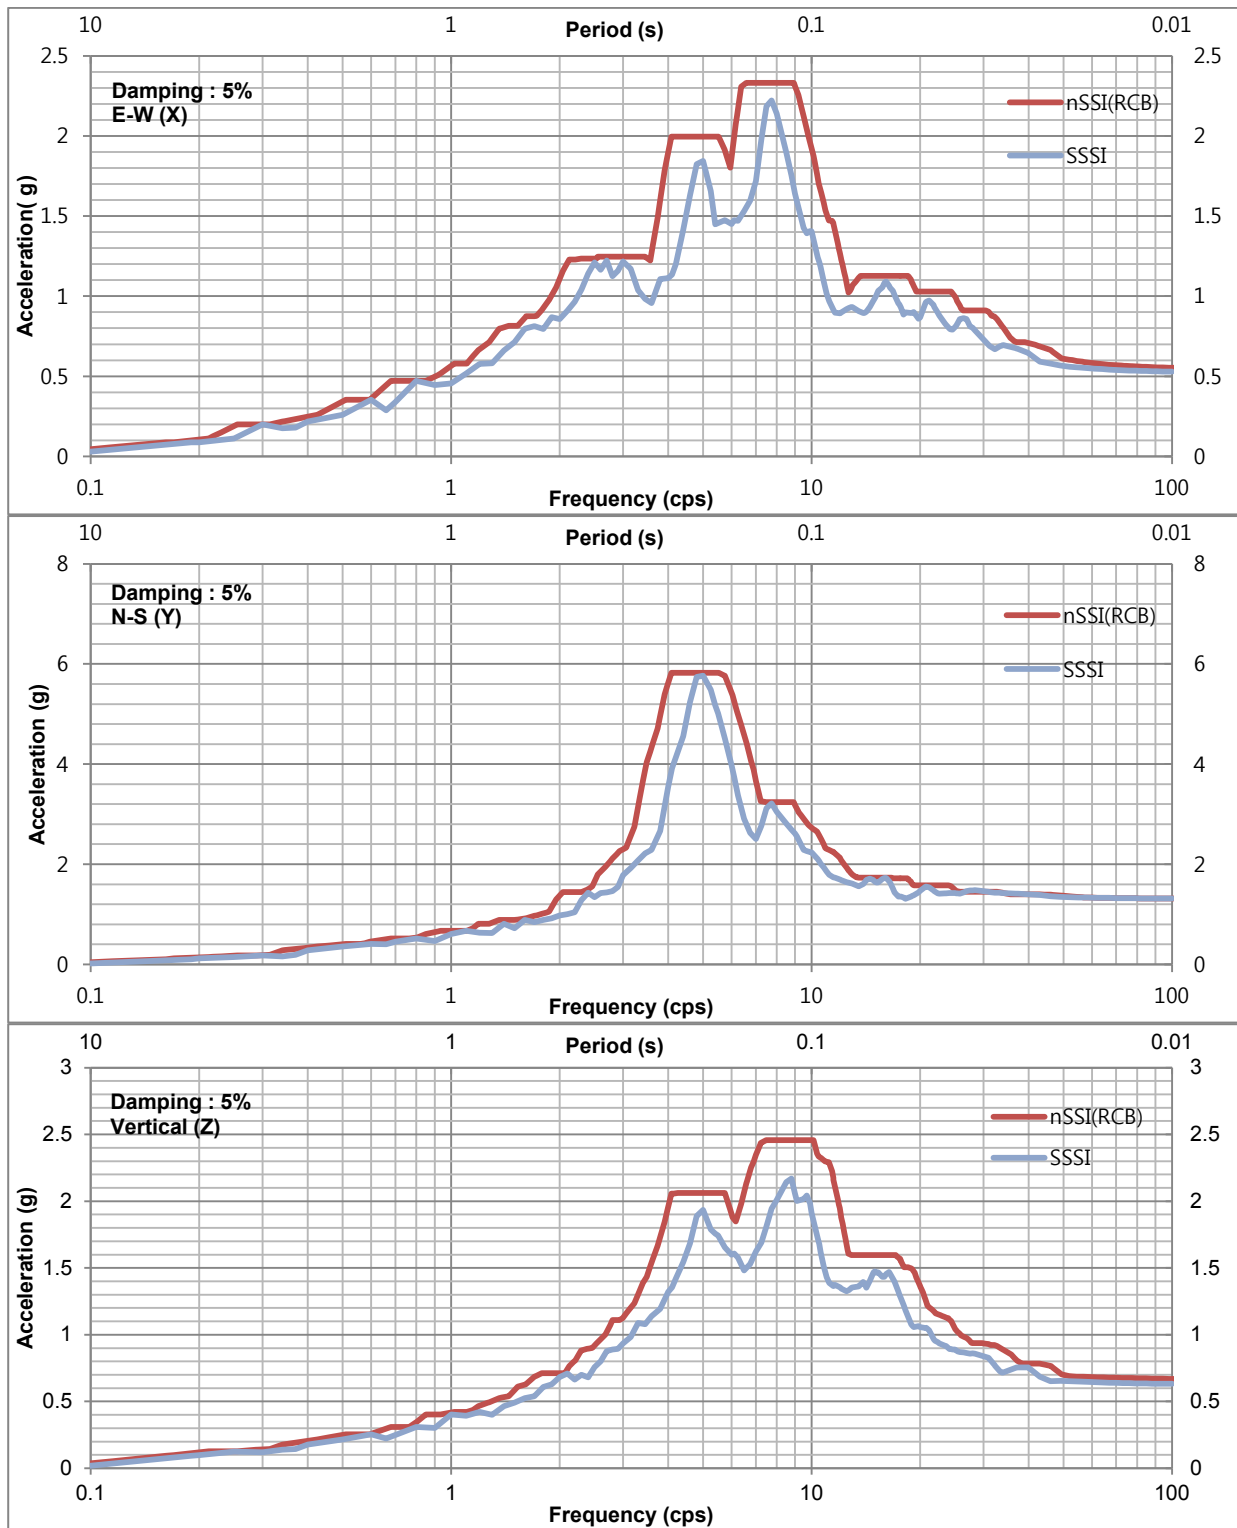 10 1 Period (s) 0.1 0.01
2.5 2.5
Damping : 5%
E-W (X)
nSSI(RCB)
2 2
SSSI
1.5 1.5
Acceleration( g)
1 1
0.5 0.5
0 0
0.1 1 Frequency (cps) 10 100
10 1 Period (s) 0.1 0.01
8 8
Damping : 5%
N-S (Y)
nSSI(RCB)
6 6
SSSI
Acceleration (g)
4 4
2 2
0 0
0.1 1 Frequency (cps) 10 100
10 1 Period (s) 0.1 0.01
3 3
Damping : 5%
Vertical (Z)
nSSI(RCB)
2.5 2.5
SSSI
2 2
Acceleration (g)
1.5 1.5
1 1
0.5 0.5
0 0
0.1 1 Frequency (cps) 10 100